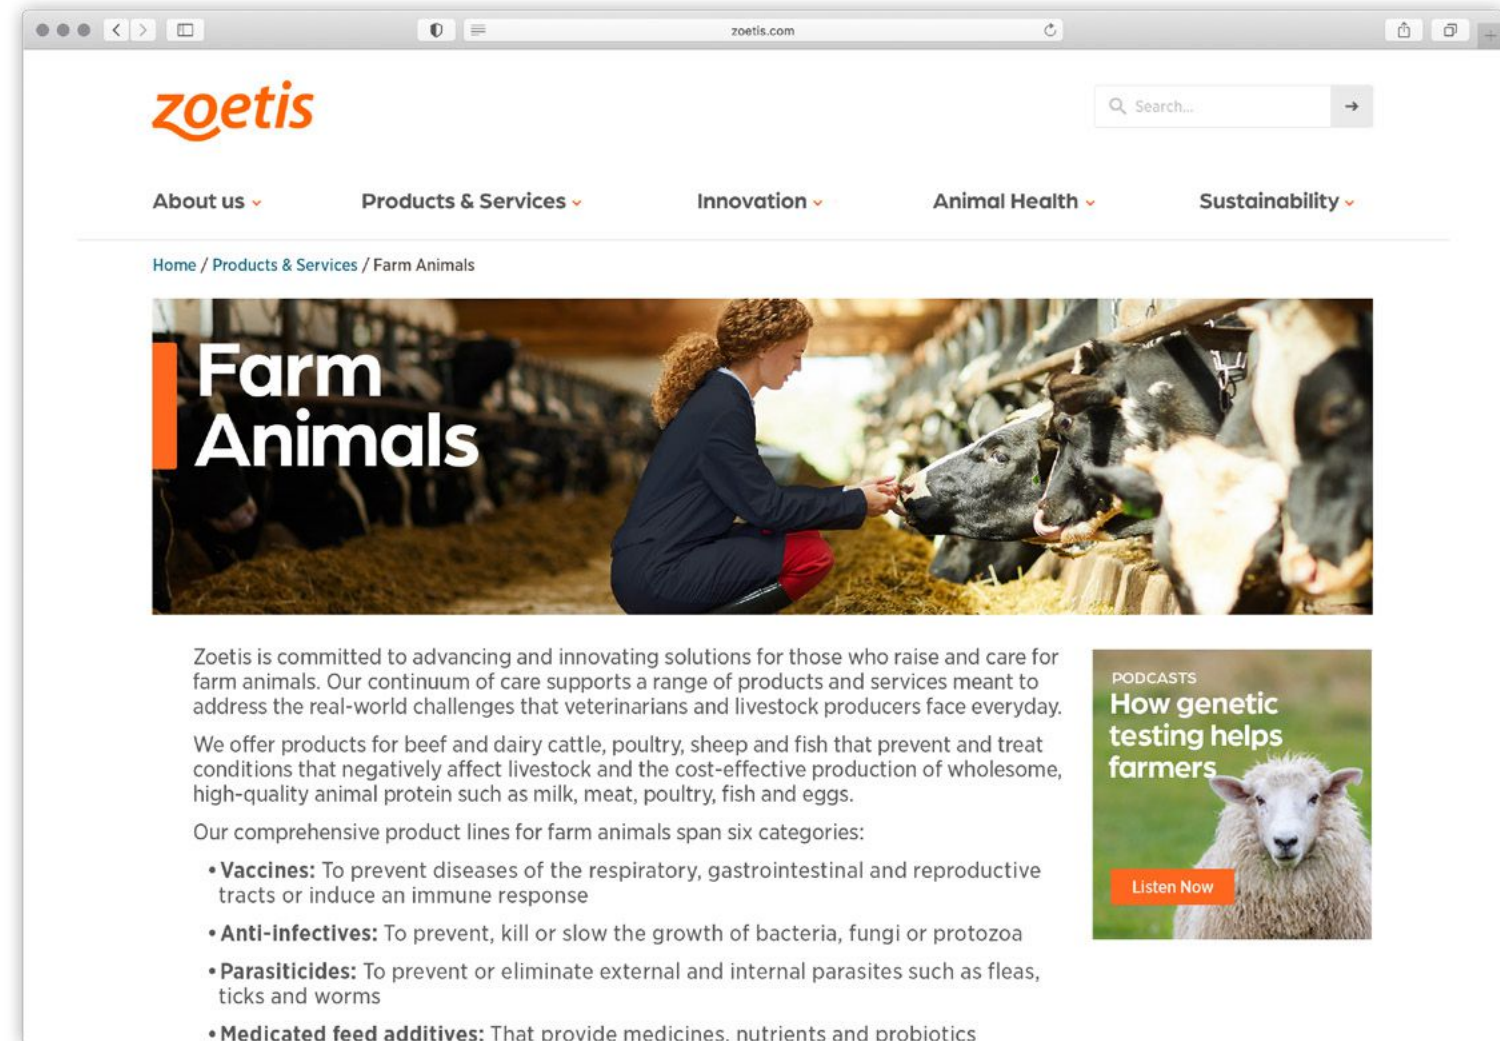 zoetis.com
zoetis
Search...
About us
Products & Services
Innovation
Animal Health
Sustainability
Home / Products & Services / Farm Animals
Farm
Animals
Zoetis is committed to advancing and innovating solutions for those who raise and care for
farm animals. Our continuum of care supports a range of products and services meant to
address the real-world challenges that veterinarians and livestock producers face everyday.
We offer products for beef and dairy cattle, poultry, sheep and fish that prevent and treat
conditions that negatively affect livestock and the cost-effective production of wholesome,
high-quality animal protein such as milk, meat, poultry, fish and eggs.
Our comprehensive product lines for farm animals span six categories:
• Vaccines: To prevent diseases of the respiratory, gastrointestinal and reproductive
tracts or induce an immune response
• Anti-infectives: To prevent, kill or slow the growth of bacteria, fungi or protozoa
• Parasiticides: To prevent or eliminate external and internal parasites such as fleas,
ticks and worms
• Medicated feed additives: That provide medicines, nutrients and probiotics
PODCASTS
How genetic
testing helps
farmers
Listen Now